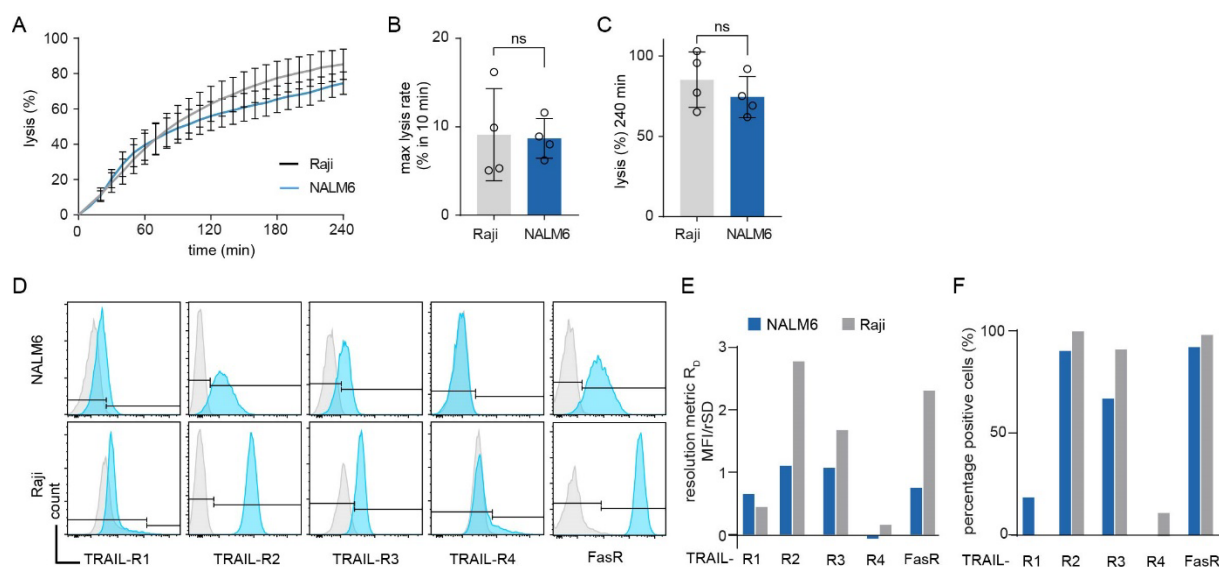 A
100
80
60
40
20
0
lysis (%)
Raji
NALM6
0
60
120
180
240
time (min)
B
ns
20
10
0
max lysis rate
(% in 10 min)
Raji
NALM6
C
ns
100
50
0
lysis (%) 240 min
Raji
NALM6
D
NALM6
Raji
count
TRAIL-R1
TRAIL-R2
TRAIL-R3
TRAIL-R4
FasR
E
NALM6
Raji
3
2
1
0
resolution metric RD
MFI/rSD
TRAIL- R1 R2 R3 R4 FasR
F
100
50
0
percentage positive cells (%)
TRAIL- R1 R2 R3 R4 FasR